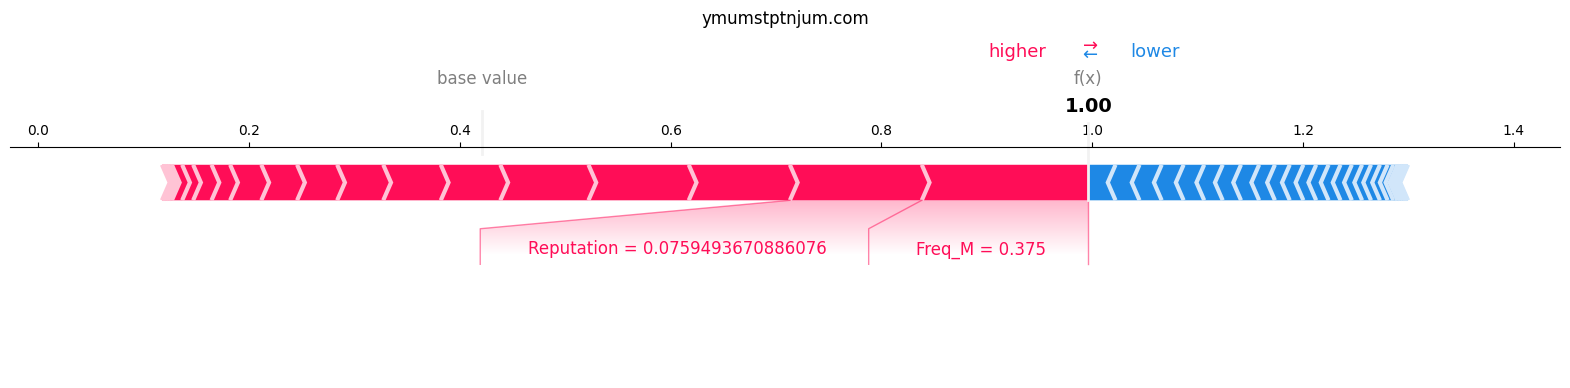 ymumstptnjum.com
higher → ← lower
base value f(x)
1.00
0.0 0.2 0.4 0.6 0.8 1.0 1.2 1.4
Reputation = 0.0759493670886076 Freq_M = 0.375